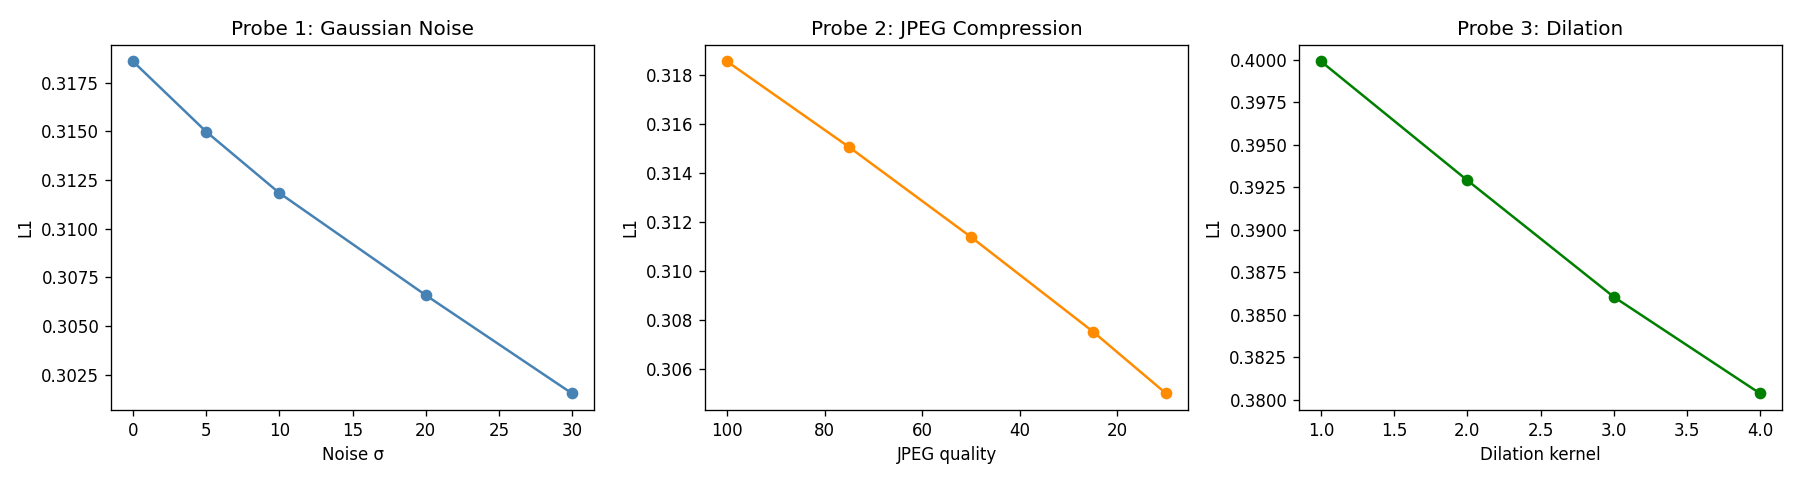 Probe 1: Gaussian Noise
L1
0.3175
0.3150
0.3125
0.3100
0.3075
0.3050
0.3025
0 5 10 15 20 25 30
Noise σ
Probe 2: JPEG Compression
L1
0.318
0.316
0.314
0.312
0.310
0.308
0.306
100 80 60 40 20
JPEG quality
Probe 3: Dilation
L1
0.4000
0.3975
0.3950
0.3925
0.3900
0.3875
0.3850
0.3825
0.3800
1.0 1.5 2.0 2.5 3.0 3.5 4.0
Dilation kernel